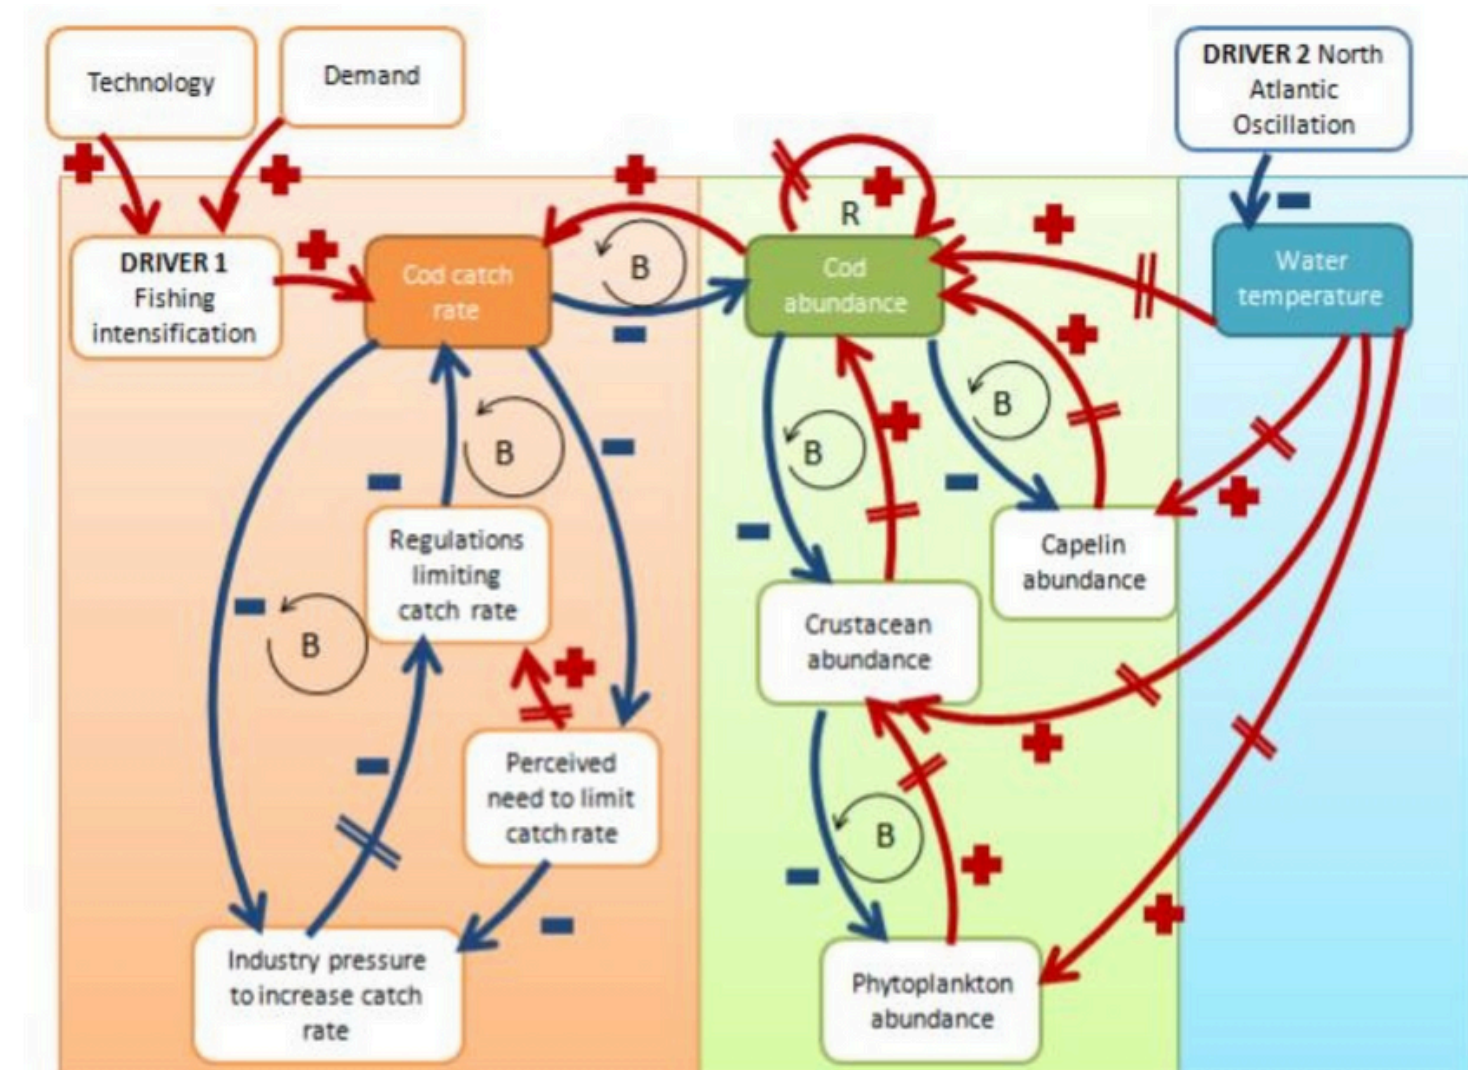 Technology
Demand
DRIVER 2 North
Atlantic
Oscillation
DRIVER 1
Fishing
intensification
Cod catch
rate
B
R
Cod
abundance
Water
temperature
B
B
B
Regulations
limiting
catch rate
B
Capelin
abundance
Crustacean
abundance
Perceived
need to limit
catch rate
B
Industry pressure
to increase catch
rate
Phytoplankton
abundance